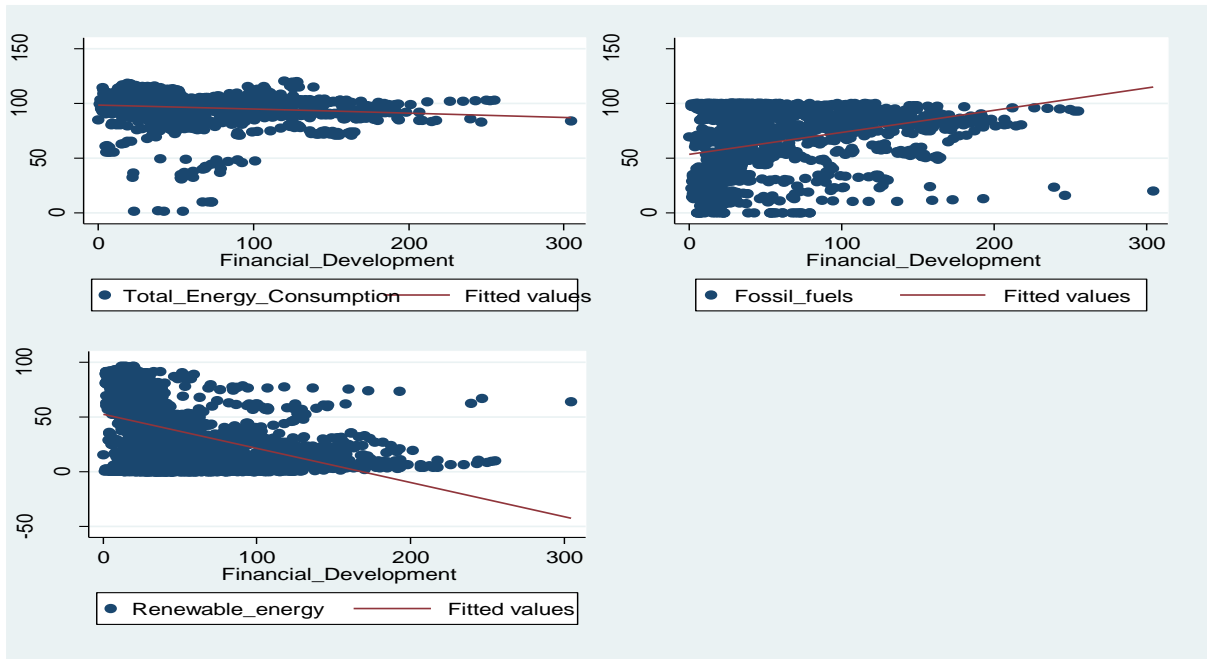 150
100
50
0
0 100 200 300
Financial_Development
Total_Energy_Consumption Fitted values
150
100
50
0
0 100 200 300
Financial_Development
Fossil_fuels Fitted values
100
50
0
-50
0 100 200 300
Financial_Development
Renewable_energy Fitted values